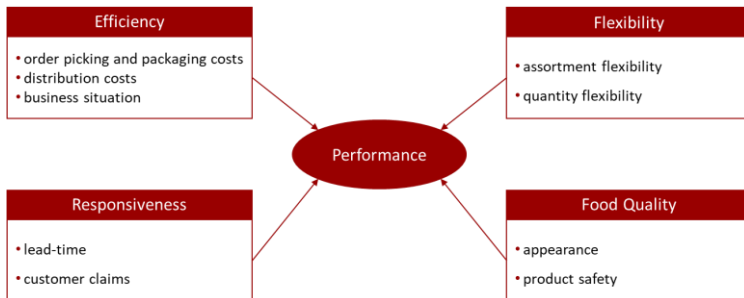 Efficiency
• order picking and packaging costs
• distribution costs
• business situation
Flexibility
• assortment flexibility
• quantity flexibility
Performance
Responsiveness
• lead-time
• customer claims
Food Quality
• appearance
• product safety